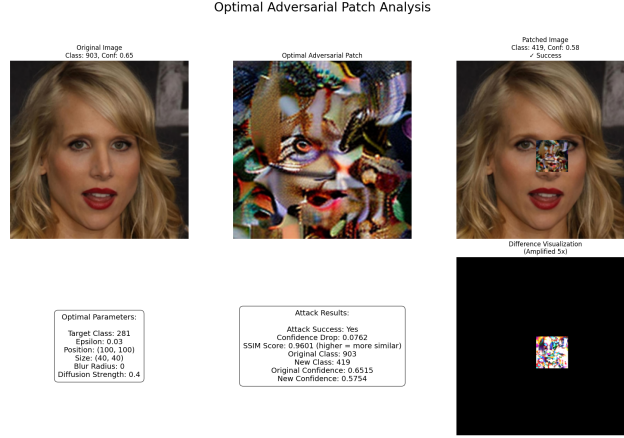 Optimal Adversarial Patch Analysis
Original Image
Class: 903, Conf: 0.65
Optimal Adversarial Patch
Patched Image
Class: 419, Conf: 0.58
✓ Success
Difference Visualization
(Amplified 5x)
Optimal Parameters:
Target Class: 281
Epsilon: 0.03
Position: (100, 100)
Size: (40, 40)
Blur Radius: 0
Diffusion Strength: 0.4
Attack Results:
Attack Success: Yes
Confidence Drop: 0.0762
SSIM Score: 0.9601 (higher = more similar)
Original Class: 903
New Class: 419
Original Confidence: 0.6515
New Confidence: 0.5754